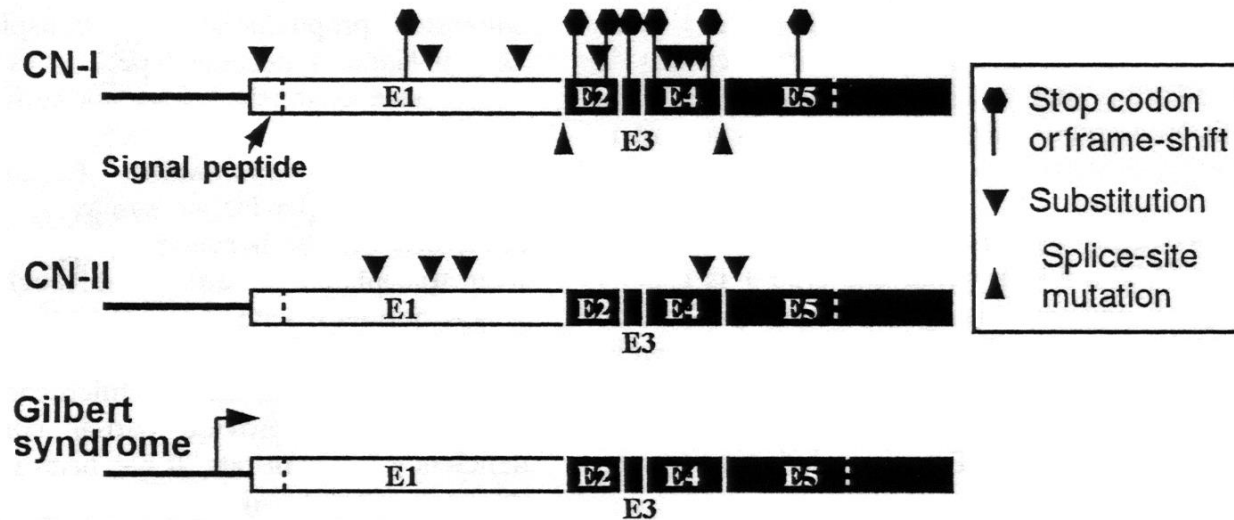 CN-I
E1
E2
E3
E4
E5
Signal peptide
Stop codon
or frame-shift
Substitution
Splice-site
mutation
CN-II
E1
E2
E3
E4
E5
Gilbert
syndrome
E1
E2
E3
E4
E5